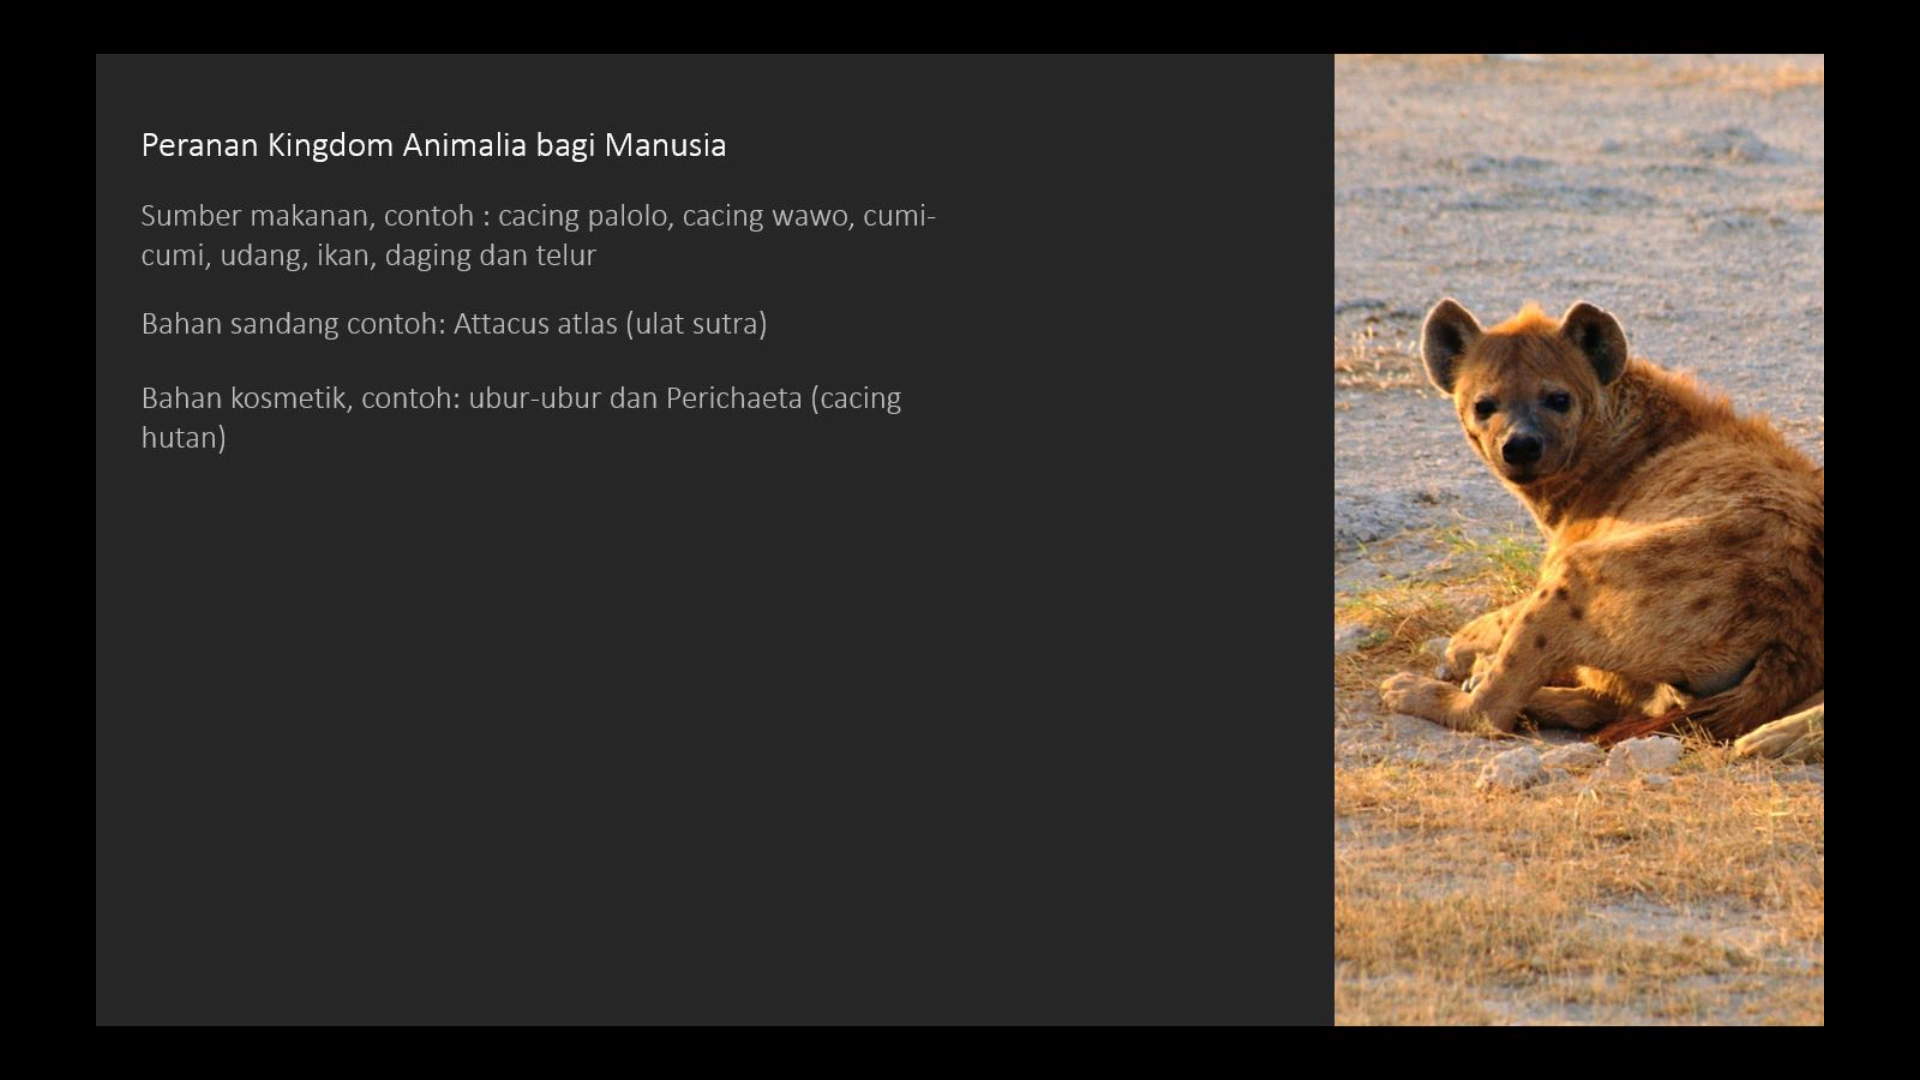 Peranan Kingdom Animalia bagi Manusia
Sumber makanan, contoh : cacing palolo, cacing wawo, cumi-
cumi, udang, ikan, daging dan telur
Bahan sandang contoh: Attacus atlas (ulat sutra)
Bahan kosmetik, contoh: ubur-ubur dan Perichaeta (cacing
hutan)